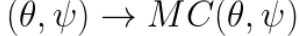 (θ, ψ) → MC(θ, ψ)